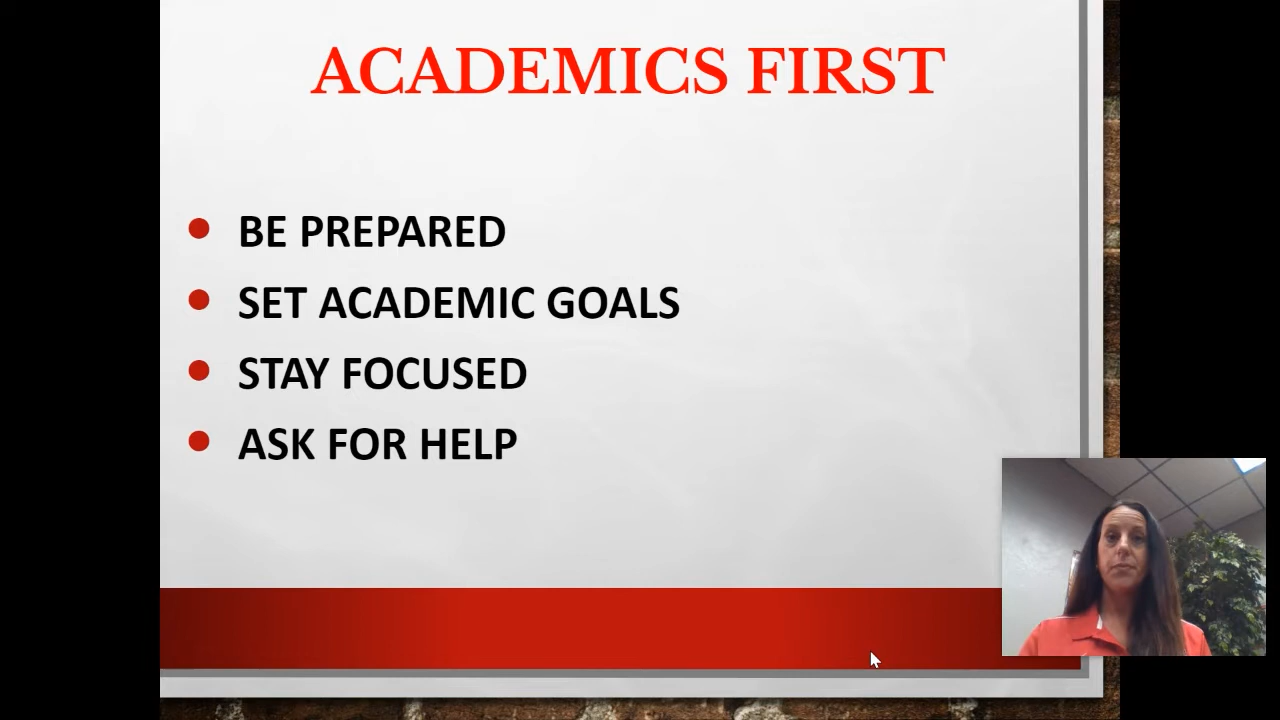 ACADEMICS FIRST
BE PREPARED
SET ACADEMIC GOALS
STAY FOCUSED
ASK FOR HELP